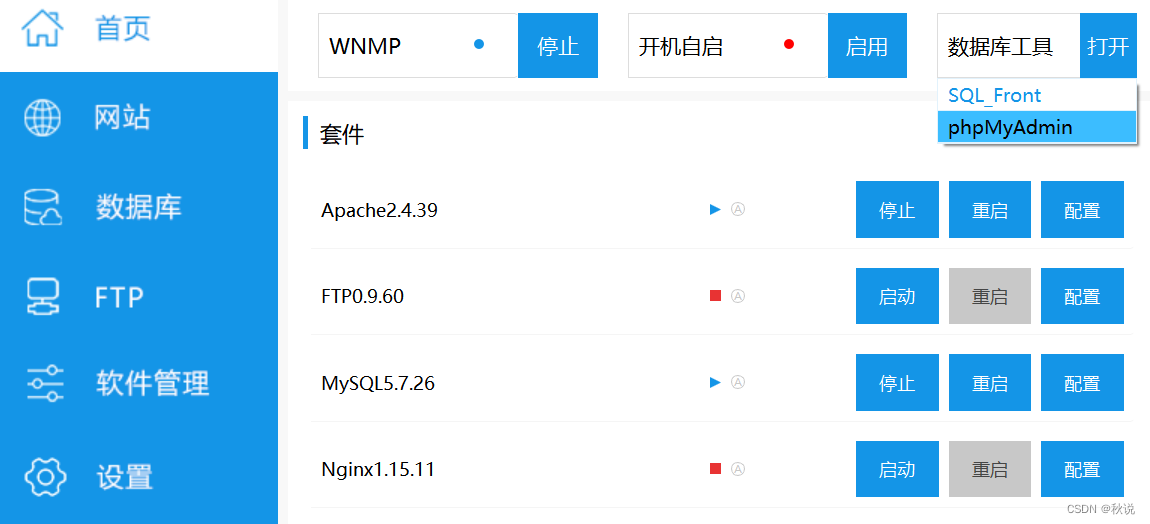 首页
网站
数据库
FTP
软件管理
设置
WNMP 停止 开机自启 启用 数据库工具 打开
SQL_Front
phpMyAdmin
套件
Apache2.4.39 停止 重启 配置
FTP0.9.60 启动 重启 配置
MySQL5.7.26 停止 重启 配置
Nginx1.15.11 启动 重启 配置
CSDN @秋说